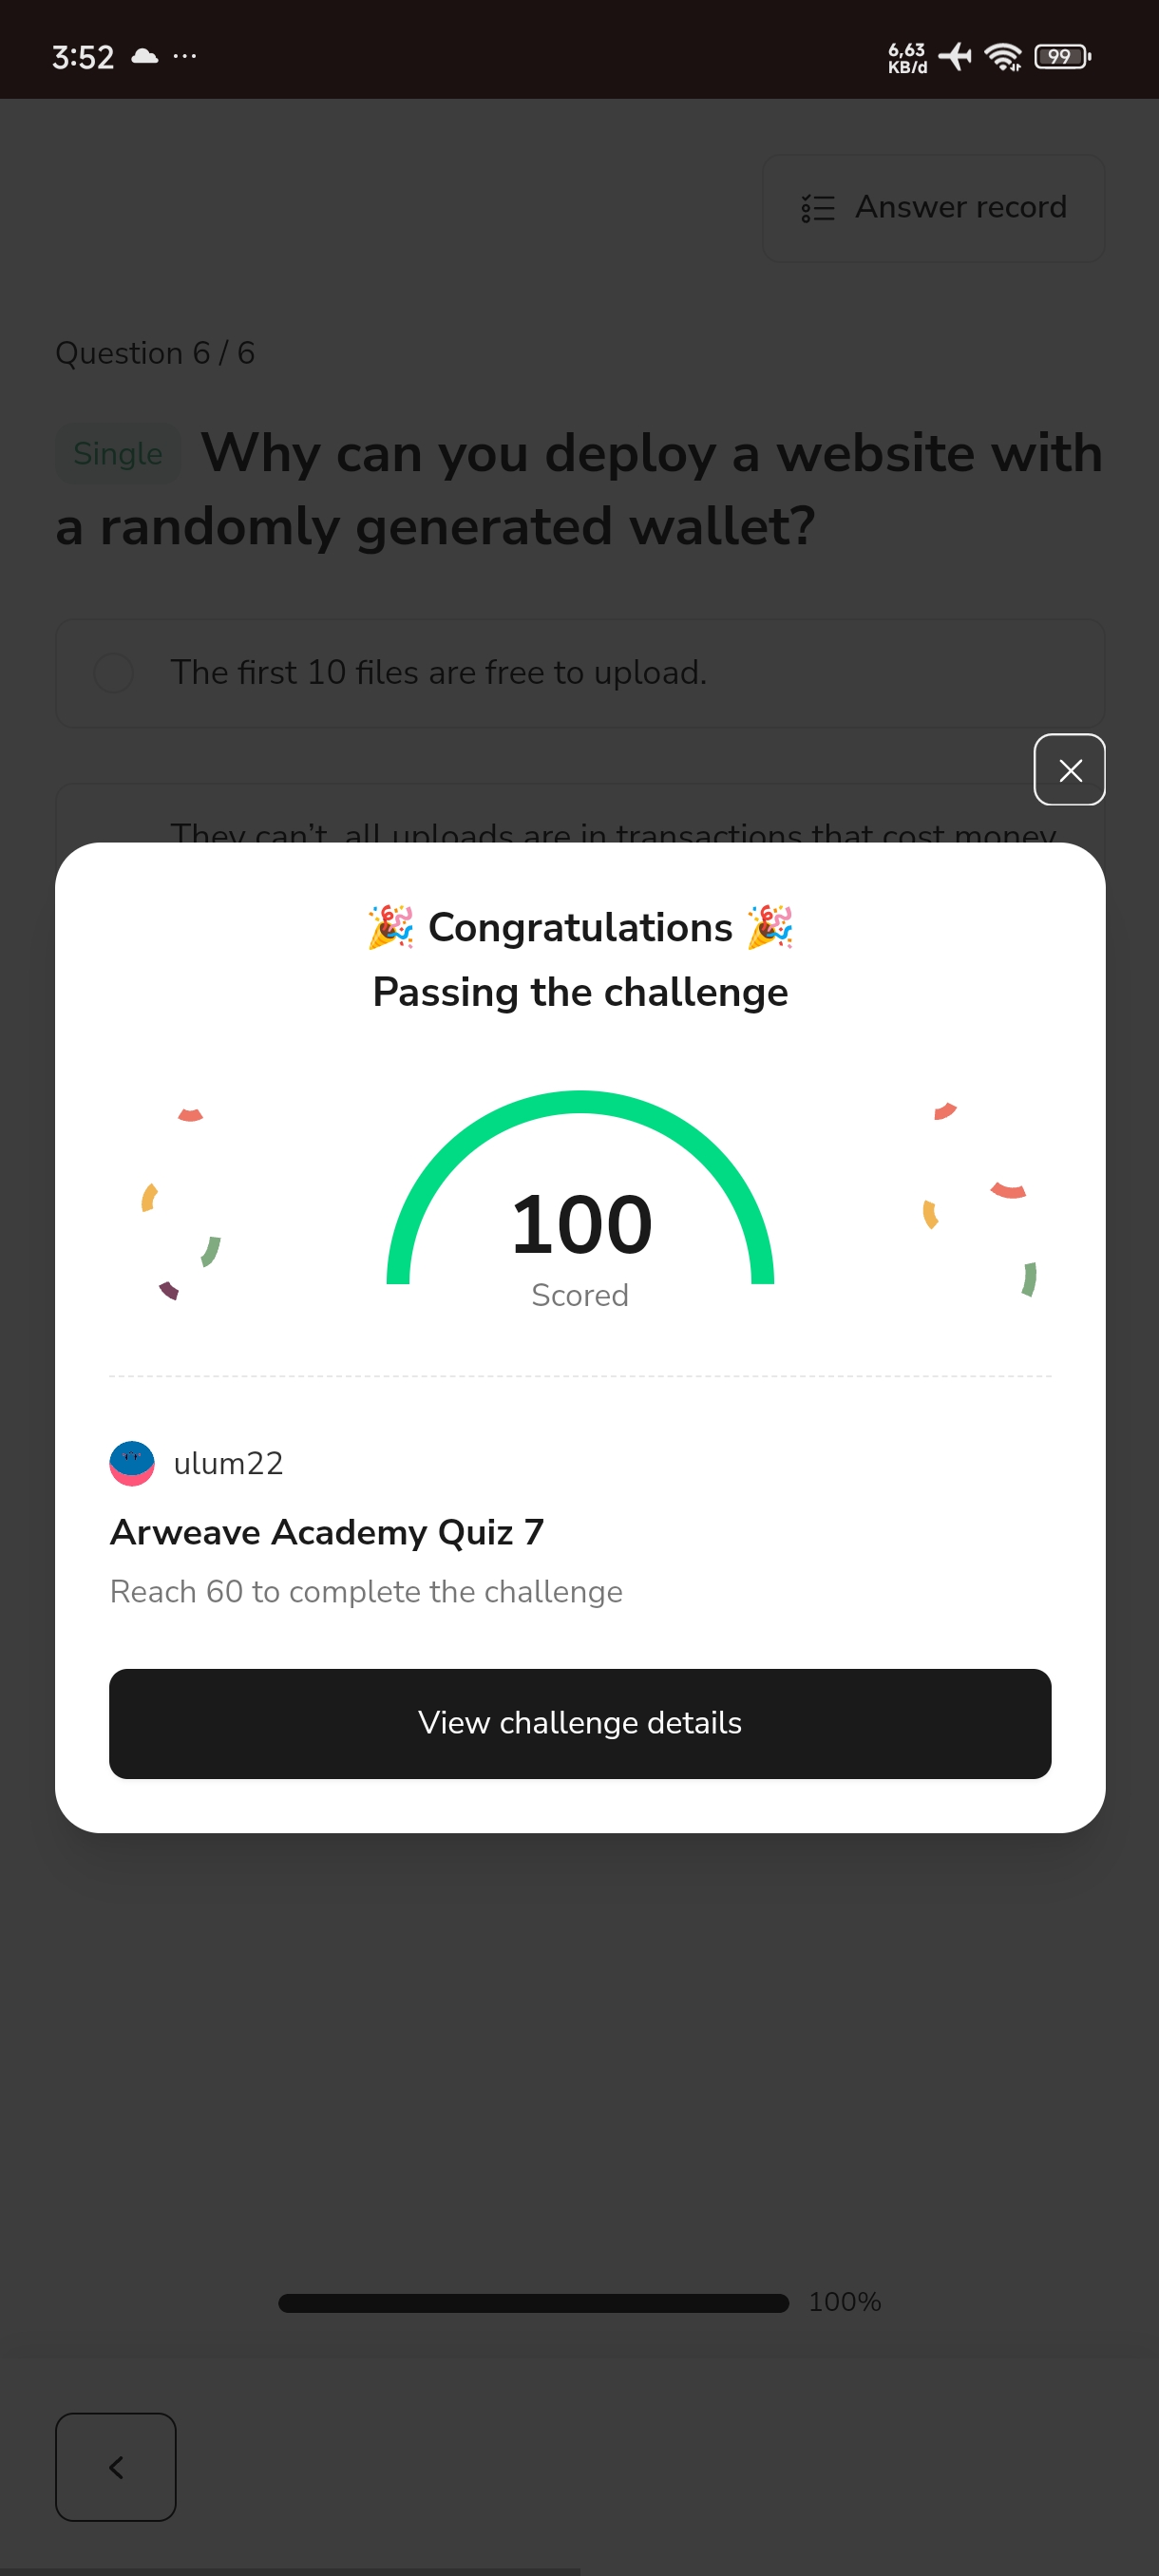 3:52
6,63
KB/d
99
Answer record
Question 6 / 6
Single Why can you deploy a website with
a randomly generated wallet?
The first 10 files are free to upload.
They can’t, all uploads are in transactions that cost money.
🎉 Congratulations 🎉
Passing the challenge
100
Scored
ulum22
Arweave Academy Quiz 7
Reach 60 to complete the challenge
View challenge details
100%